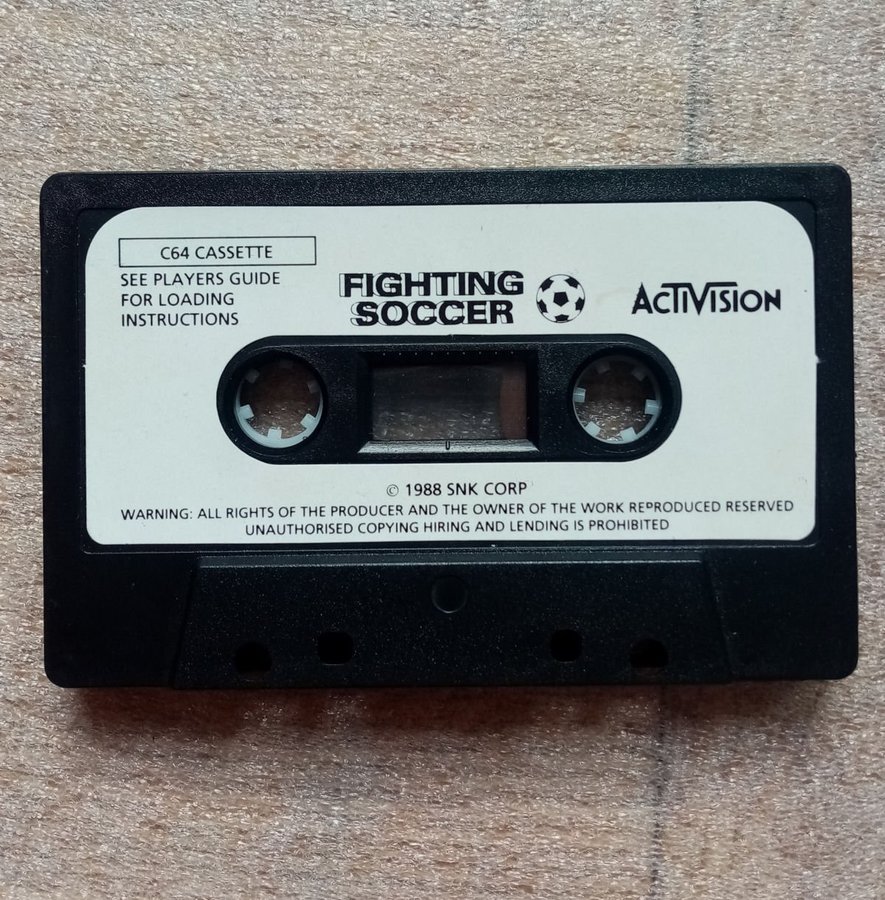 C64 CASSETTE
SEE PLAYERS GUIDE
FOR LOADING
INSTRUCTIONS
FIGHTING
SOCCER
ACTIVISION
© 1988 SNK CORP
WARNING: ALL RIGHTS OF THE PRODUCER AND THE OWNER OF THE WORK REPRODUCED RESERVED
UNAUTHORISED COPYING HIRING AND LENDING IS PROHIBITED